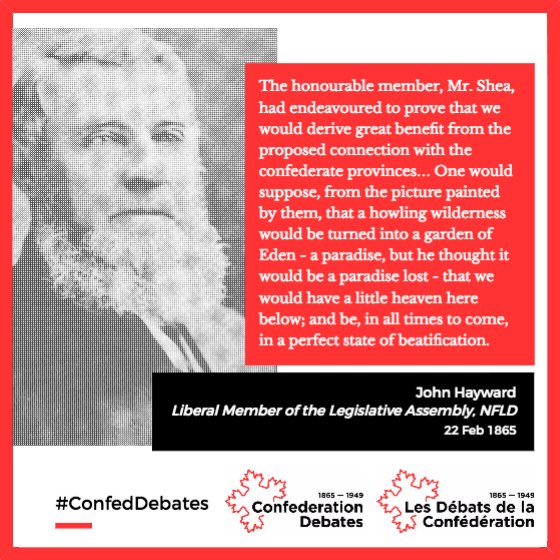 The honourable member, Mr. Shea,
had endeavoured to prove that we
would derive great benefit from the
proposed connection with the
confederate provinces... One would
suppose, from the picture painted
by them, that a howling wilderness
would be turned into a garden of
Eden - a paradise, but he thought it
would be a paradise lost - that we
would have a little heaven here
below; and be, in all times to come,
in a perfect state of beatification.
John Hayward
Liberal Member of the Legislative Assembly, NFLD
22 Feb 1865
#ConfedDebates
1865 — 1949
Confederation
Debates
1865 — 1949
Les Débats de la
Confédération